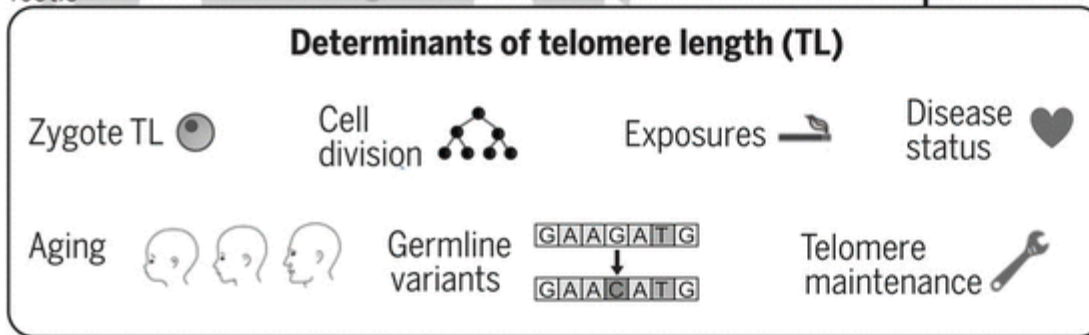 Determinants of telomere length (TL)
Zygote TL
Cell
division
Exposures
Disease
status
Aging
Germline
variants
GAAGATG
GAACATG
Telomere
maintenance